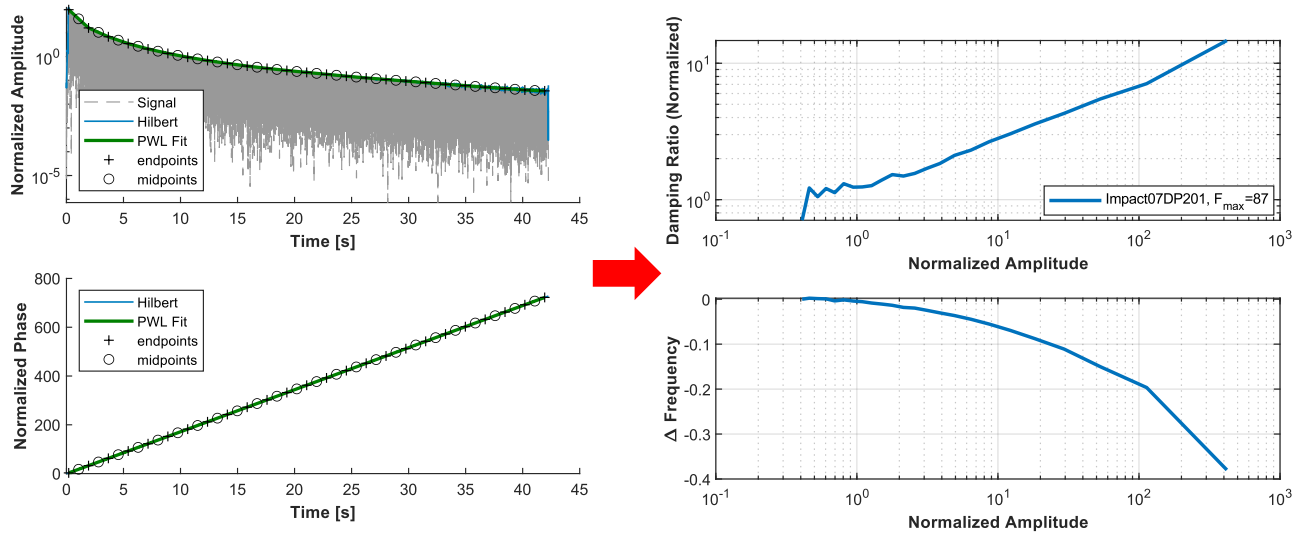 Normalized Amplitude
10^0
10^-5
Signal
Hilbert
PWL Fit
endpoints
midpoints
0 5 10 15 20 25 30 35 40 45
Time [s]
Normalized Phase
800
600
400
200
0
Hilbert
PWL Fit
endpoints
midpoints
0 5 10 15 20 25 30 35 40 45
Time [s]
Damping Ratio (Normalized)
10^1
10^0
Impact07DP201, F_max=87
10^-1 10^0 10^1 10^2 10^3
Normalized Amplitude
Δ Frequency
0
-0.1
-0.2
-0.3
-0.4
10^-1 10^0 10^1 10^2 10^3
Normalized Amplitude